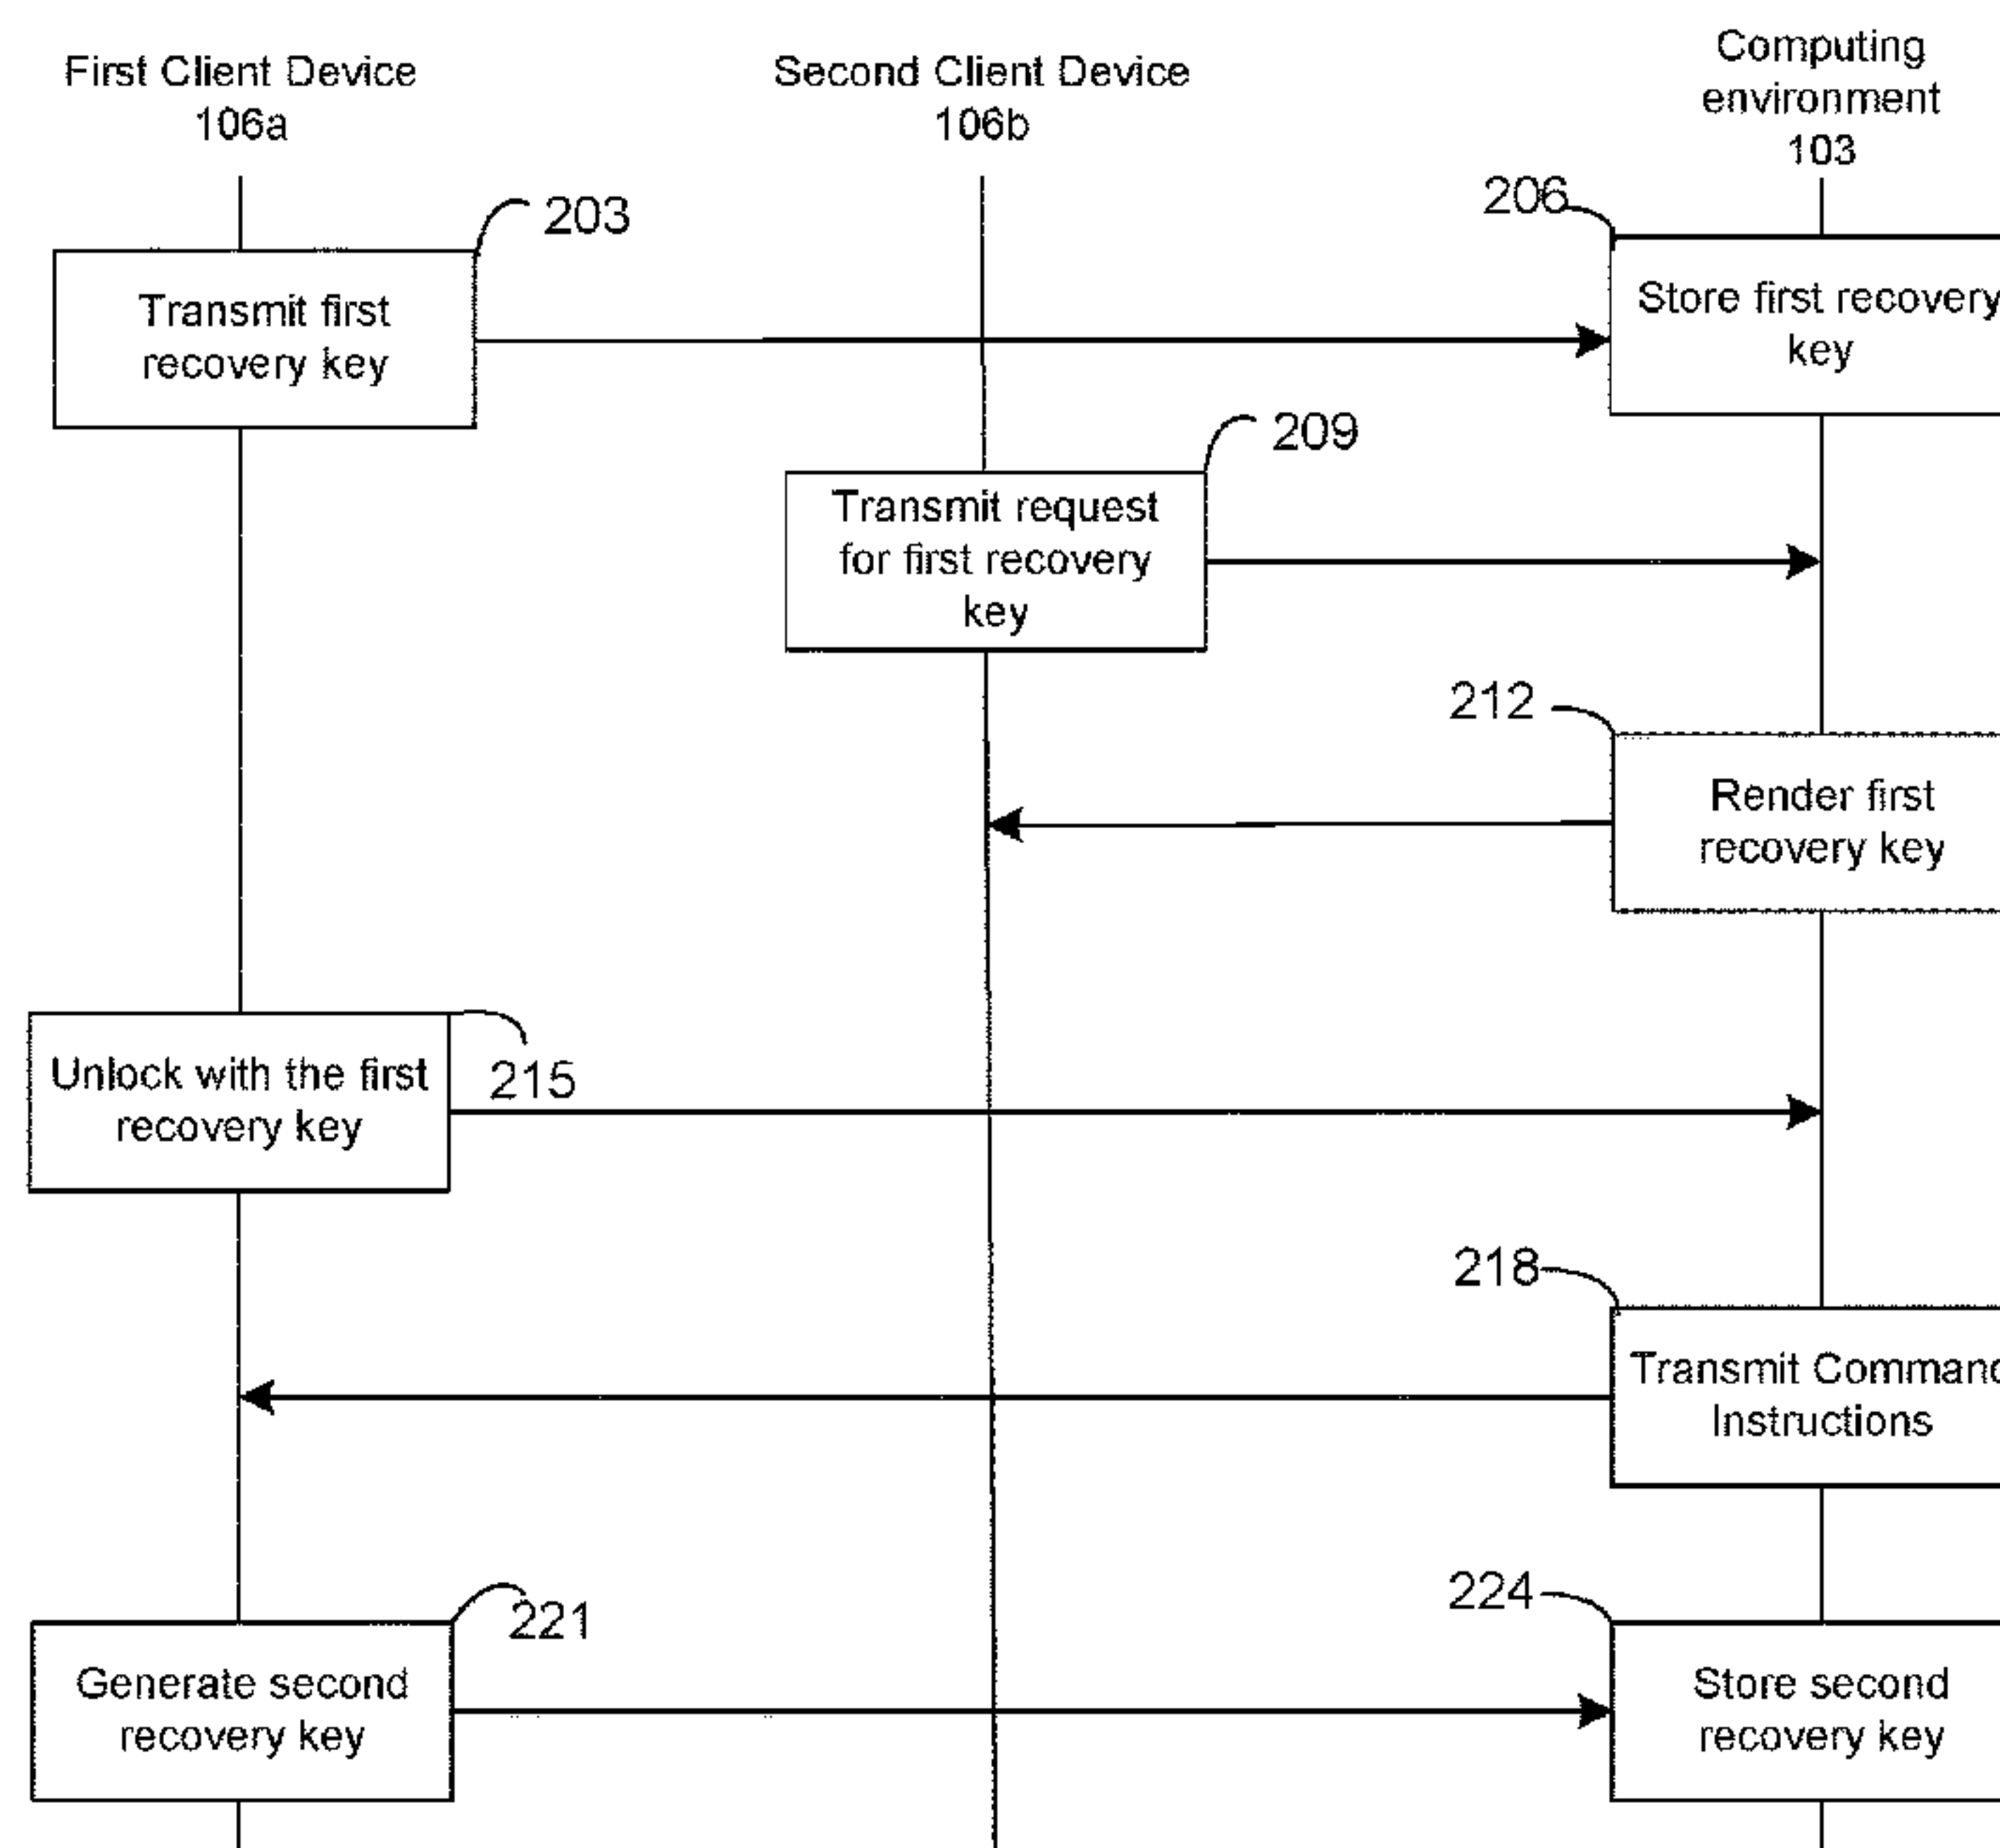 First Client Device
106a
Second Client Device
106b
Computing
environment
103
203
206
Transmit first
recovery key
Store first recovery
key
209
Transmit request
for first recovery
key
212
Render first
recovery key
Unlock with the first
recovery key
215
218
Transmit Command
Instructions
221
224
Generate second
recovery key
Store second
recovery key